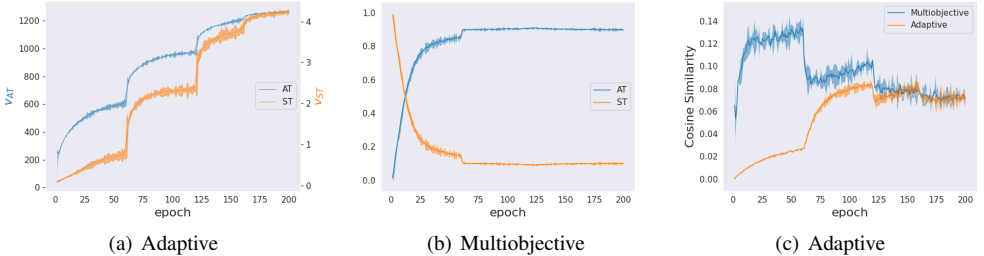 1200
1000
800
600
400
200
0
v_AT
4
3
2
1
0
v_ST
AT
ST
0 25 50 75 100 125 150 175 200
epoch
(a) Adaptive
1.0
0.8
0.6
0.4
0.2
0.0
AT
ST
0 25 50 75 100 125 150 175 200
epoch
(b) Multiobjective
Cosine Similarity
0.14
0.12
0.10
0.08
0.06
0.04
0.02
0.00
Multiobjective
Adaptive
0 25 50 75 100 125 150 175 200
epoch
(c) Adaptive